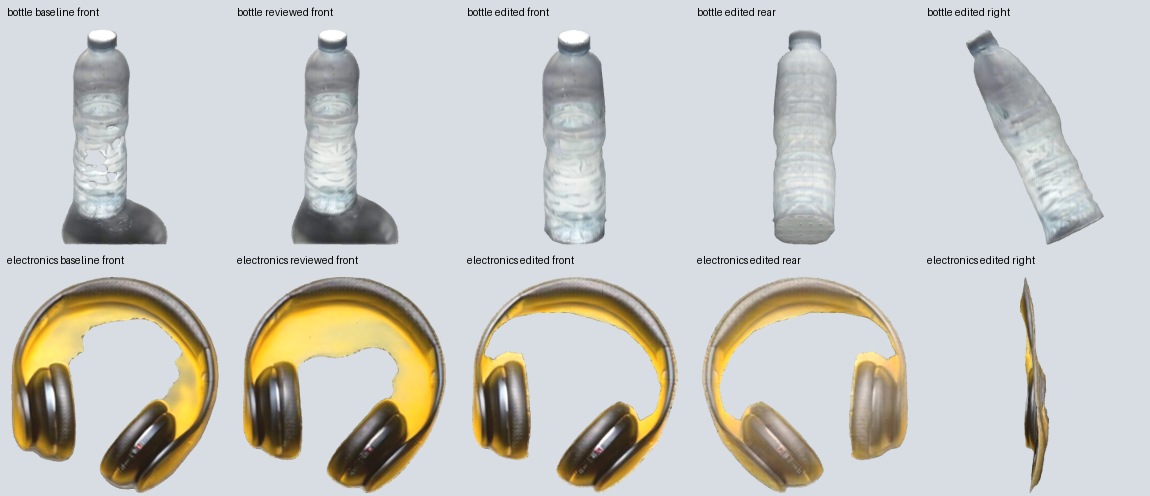 bottle baseline front
bottle reviewed front
bottle edited front
bottle edited rear
bottle edited right
electronics baseline front
electronics reviewed front
electronics edited front
electronics edited rear
electronics edited right